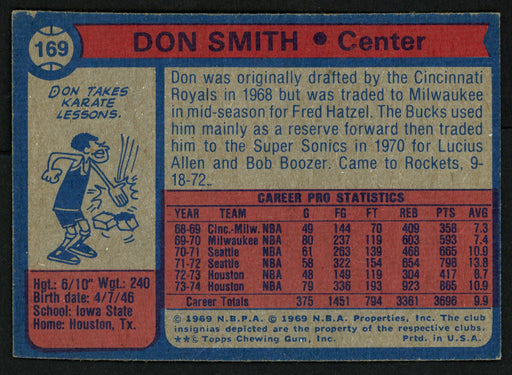 169
DON SMITH • Center
DON TAKES
KARATE
LESSONS.
Don was originally drafted by the Cincinnati
Royals in 1968 but was traded to Milwaukee
in mid-season for Fred Hatzel. The Bucks used
him mainly as a reserve forward then traded
him to the Super Sonics in 1970 for Lucius
Allen and Bob Boozer. Came to Rockets, 9-
18-72.
Hgt: 6/10" Wgt: 240
Birth date: 4/7/46
School: Iowa State
Home: Houston, Tx.
CAREER PRO STATISTICS
YEAR TEAM G FG FT REB PTS AVG
68-69 Cinc.-Milw. NBA 49 144 70 409 358 7.3
69-70 Milwaukee NBA 80 237 119 603 593 7.4
70-71 Seattle NBA 61 263 139 468 665 10.9
71-72 Seattle NBA 58 322 154 654 798 13.8
72-73 Houston NBA 48 149 119 304 417 8.7
73-74 Houston NBA 79 336 193 923 865 10.9
Career Totals 375 1451 794 3361 3696 9.9
© 1969 N.B.P.A. © 1969 N.B.A. Properties, Inc. The club
insignias depicted are the property of the respective clubs.
**© Topps Chewing Gum, Inc. Prtd. in U.S.A.